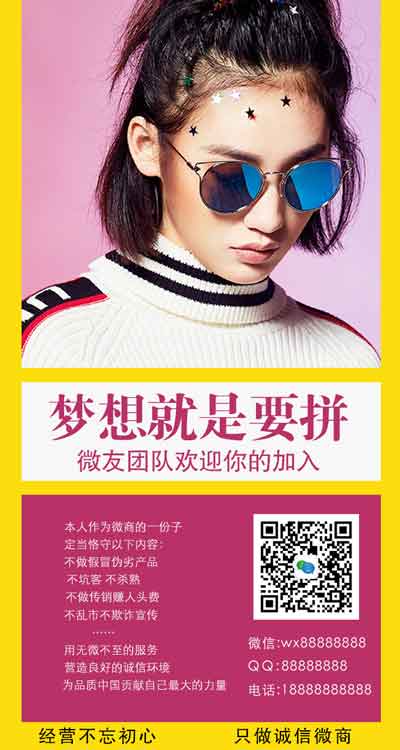 梦想就是要拼
微友团队欢迎你的加入
本人作为微商的一份子
定当恪守以下内容：
不做假冒伪劣产品
不坑客 不杀熟
不做传销赚人头费
不乱市不欺诈宣传
......
用无微不至的服务
营造良好的诚信环境
为品质中国贡献自己最大的力量
微信:wx88888888
QQ:88888888
电话:18888888888
经营不忘初心
只做诚信微商